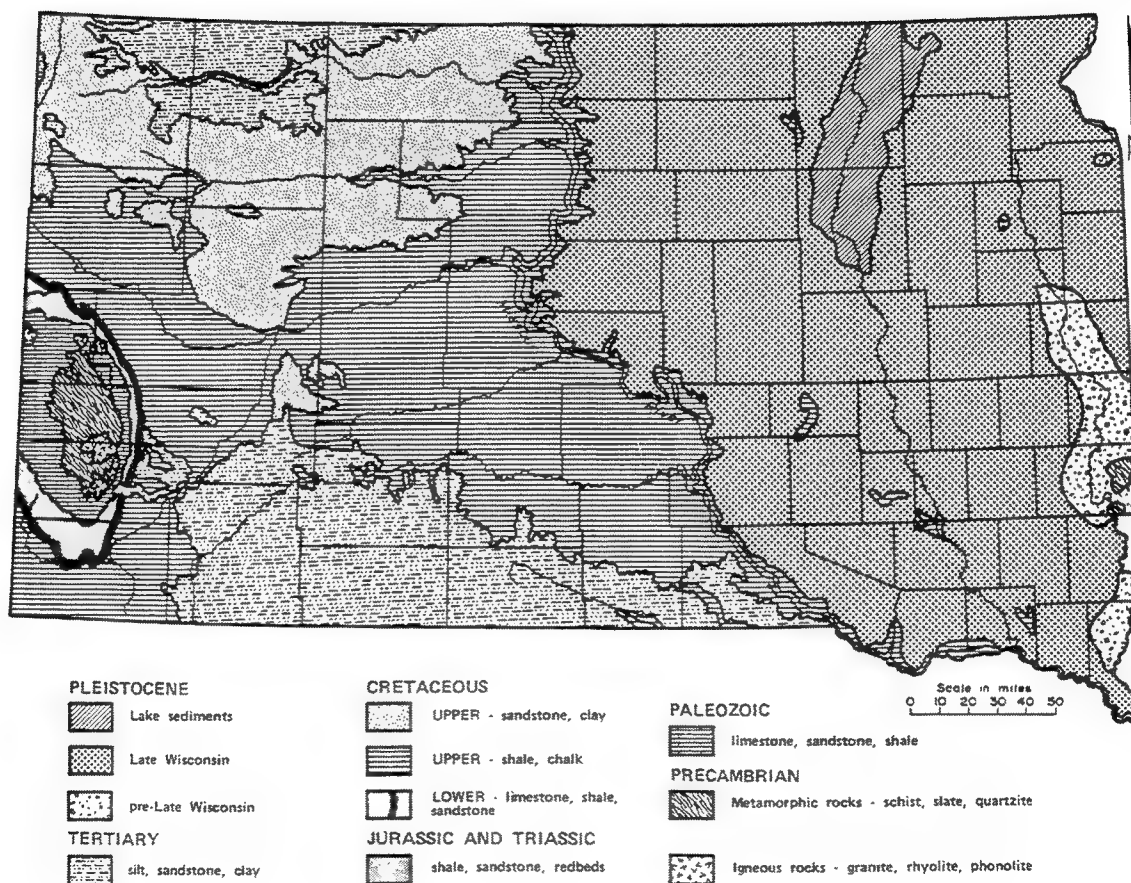 Scale in miles
0 10 20 30 40 50
PLEISTOCENE
Lake sediments
Late Wisconsin
pre-Late Wisconsin
TERTIARY
silt, sandstone, clay
CRETACEOUS
UPPER - sandstone, clay
UPPER - shale, chalk
LOWER - limestone, shale,
sandstone
JURASSIC AND TRIASSIC
shale, sandstone, redbeds
PALEOZOIC
limestone, sandstone, shale
PRECAMBRIAN
Metamorphic rocks - schist, slate, quartzite
Igneous rocks - granite, rhyolite, phonolite